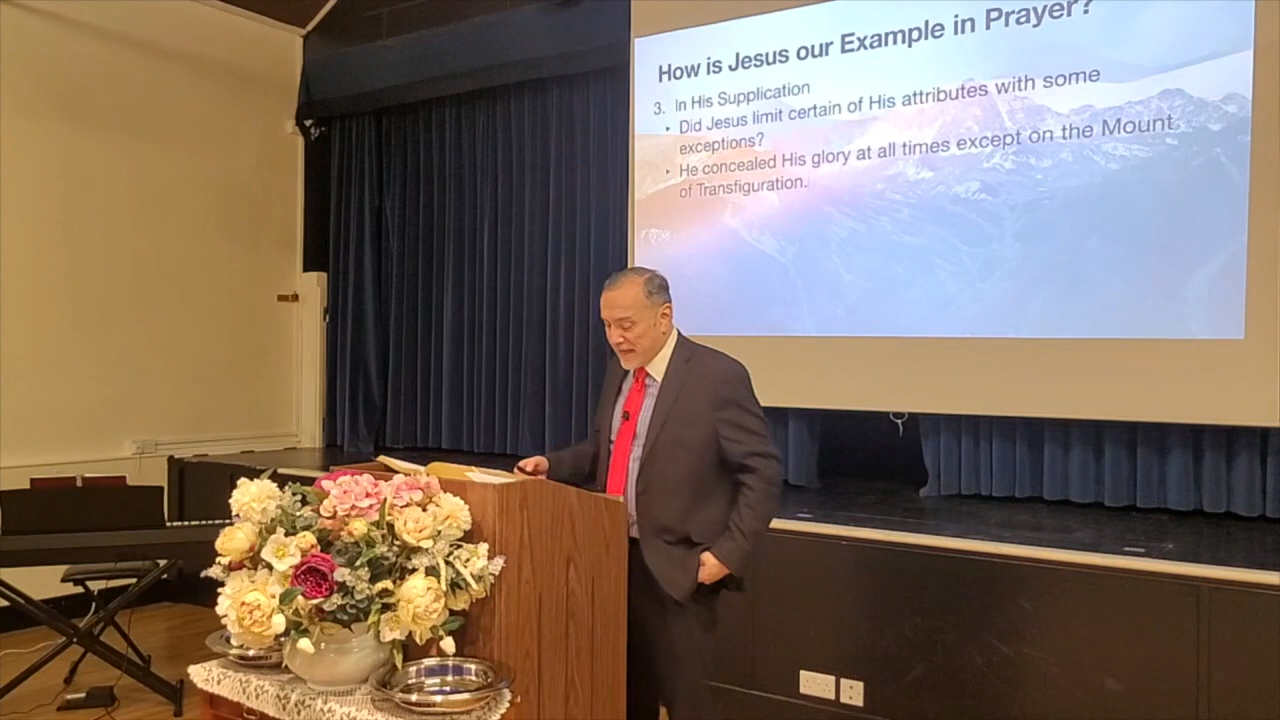 How is Jesus our Example in Prayer?
3. In His Supplication
‣ Did Jesus limit certain of His attributes with some
exceptions?
‣ He concealed His glory at all times except on the Mount
of Transfiguration.